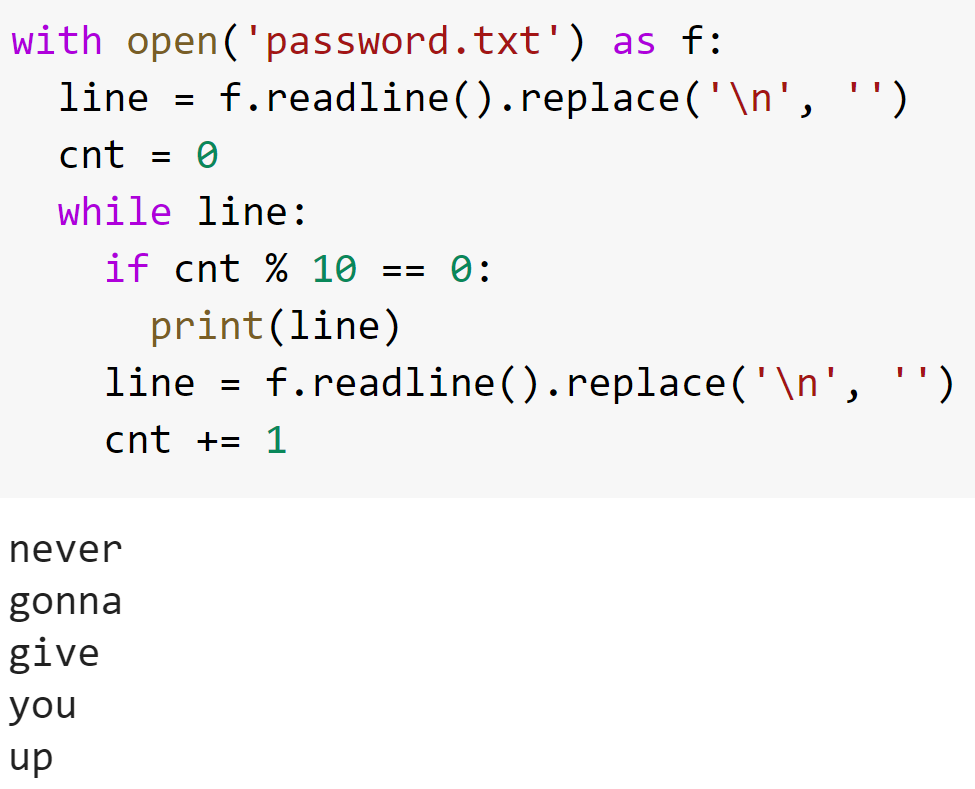 with open('password.txt') as f:
  line = f.readline().replace('\n', '')
  cnt = 0
  while line:
    if cnt % 10 == 0:
      print(line)
    line = f.readline().replace('\n', '')
    cnt += 1
never
gonna
give
you
up